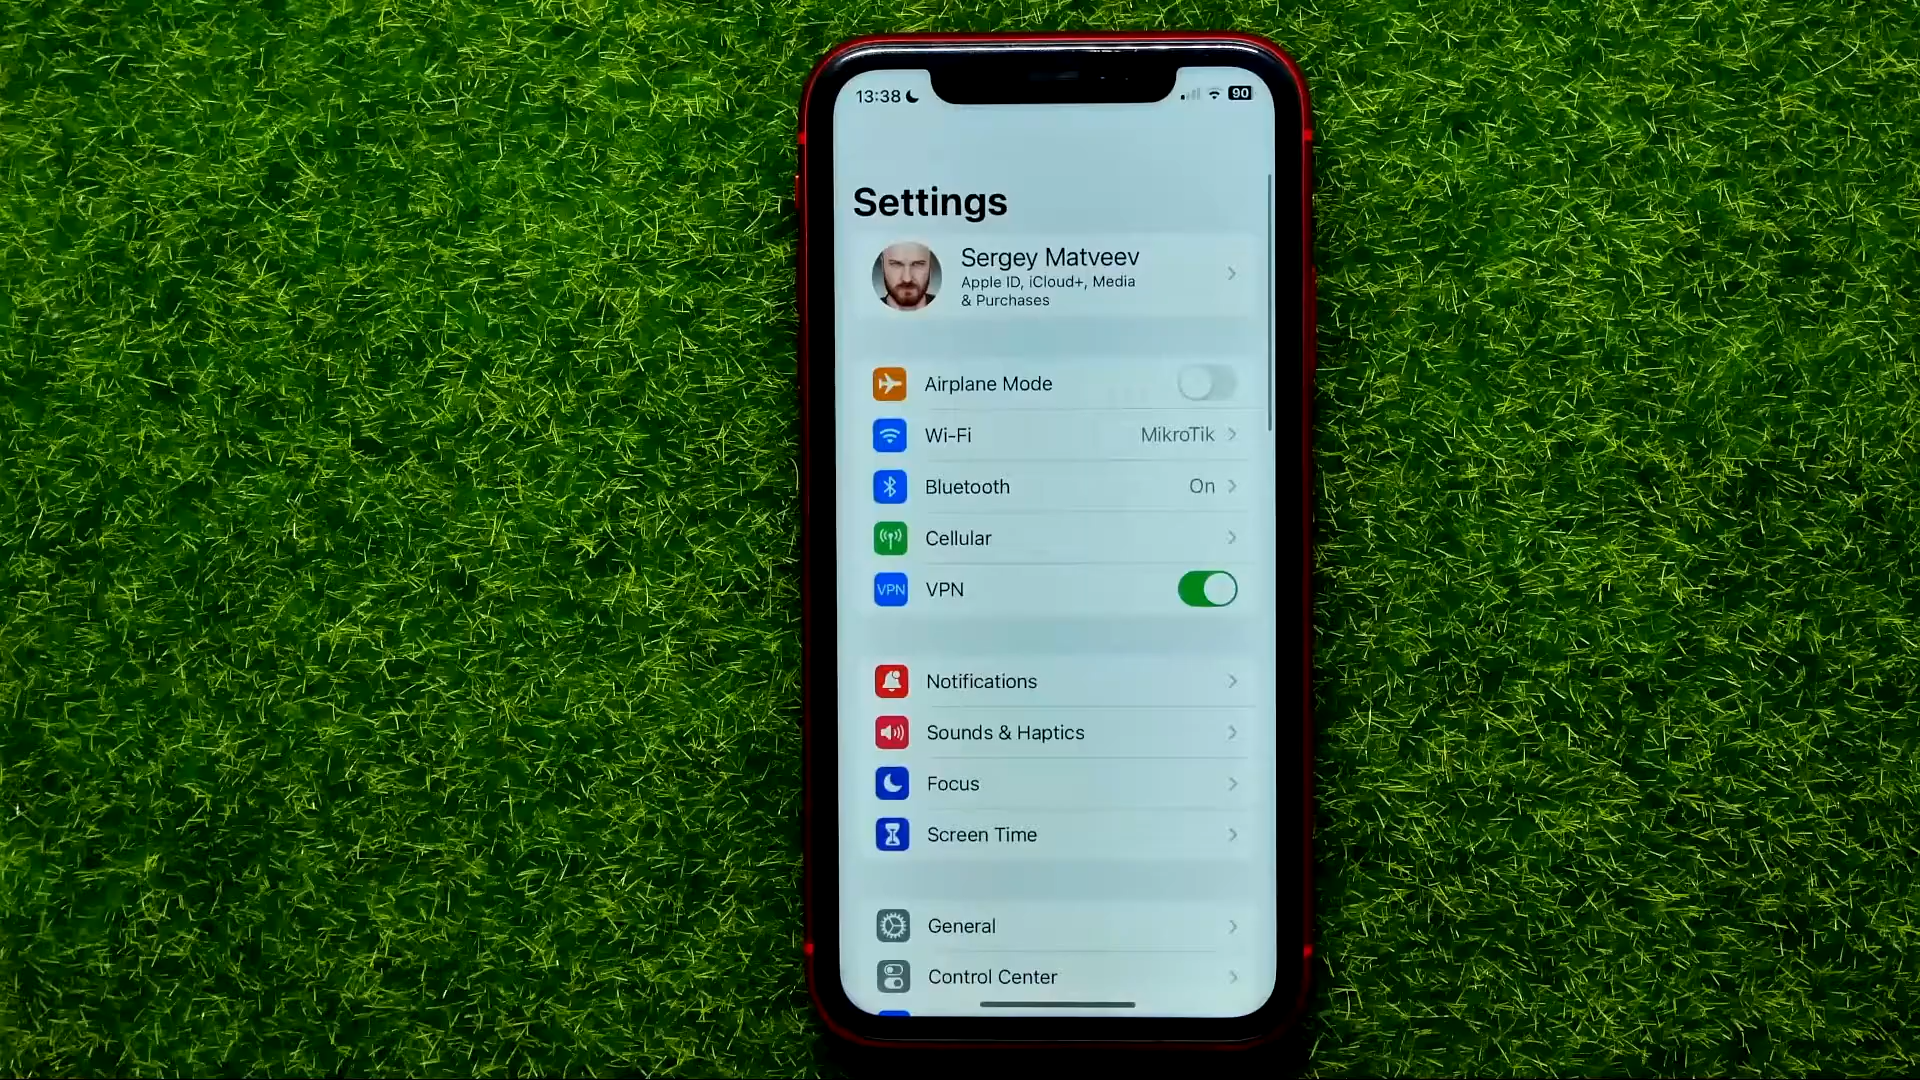 13:38
90
Settings
Sergey Matveev
Apple ID, iCloud+, Media
& Purchases
Airplane Mode
Wi-Fi MikroTik
Bluetooth On
Cellular
VPN VPN
Notifications
Sounds & Haptics
Focus
Screen Time
General
Control Center